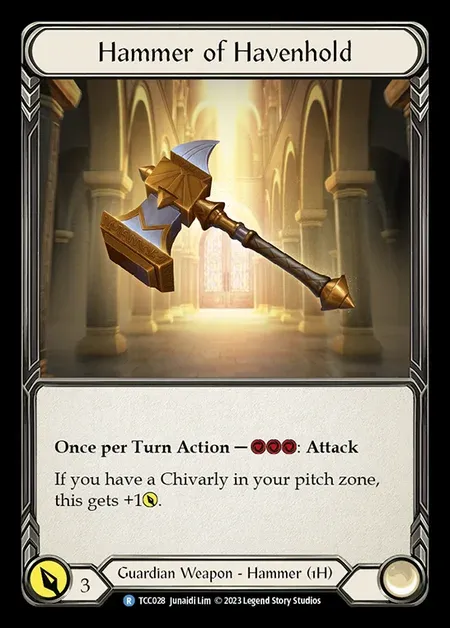 Hammer of Havenhold
Once per Turn Action — : Attack
If you have a Chivarly in your pitch zone,
this gets +1.
3
Guardian Weapon - Hammer (1H)
R TCC028 Junaidi Lim © 2023 Legend Story Studios